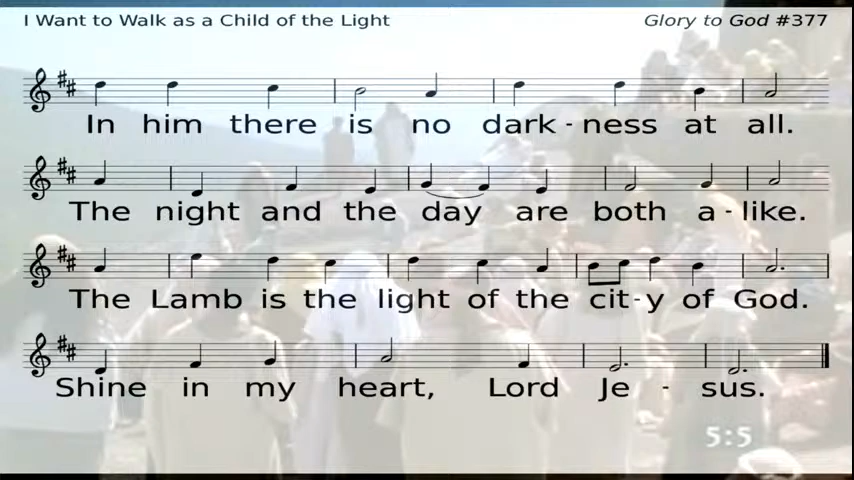 I Want to Walk as a Child of the Light Glory to God #377
In him there is no dark - ness at all.
The night and the day are both a - like.
The Lamb is the light of the cit - y of God.
Shine in my heart, Lord Je - sus.
5:5